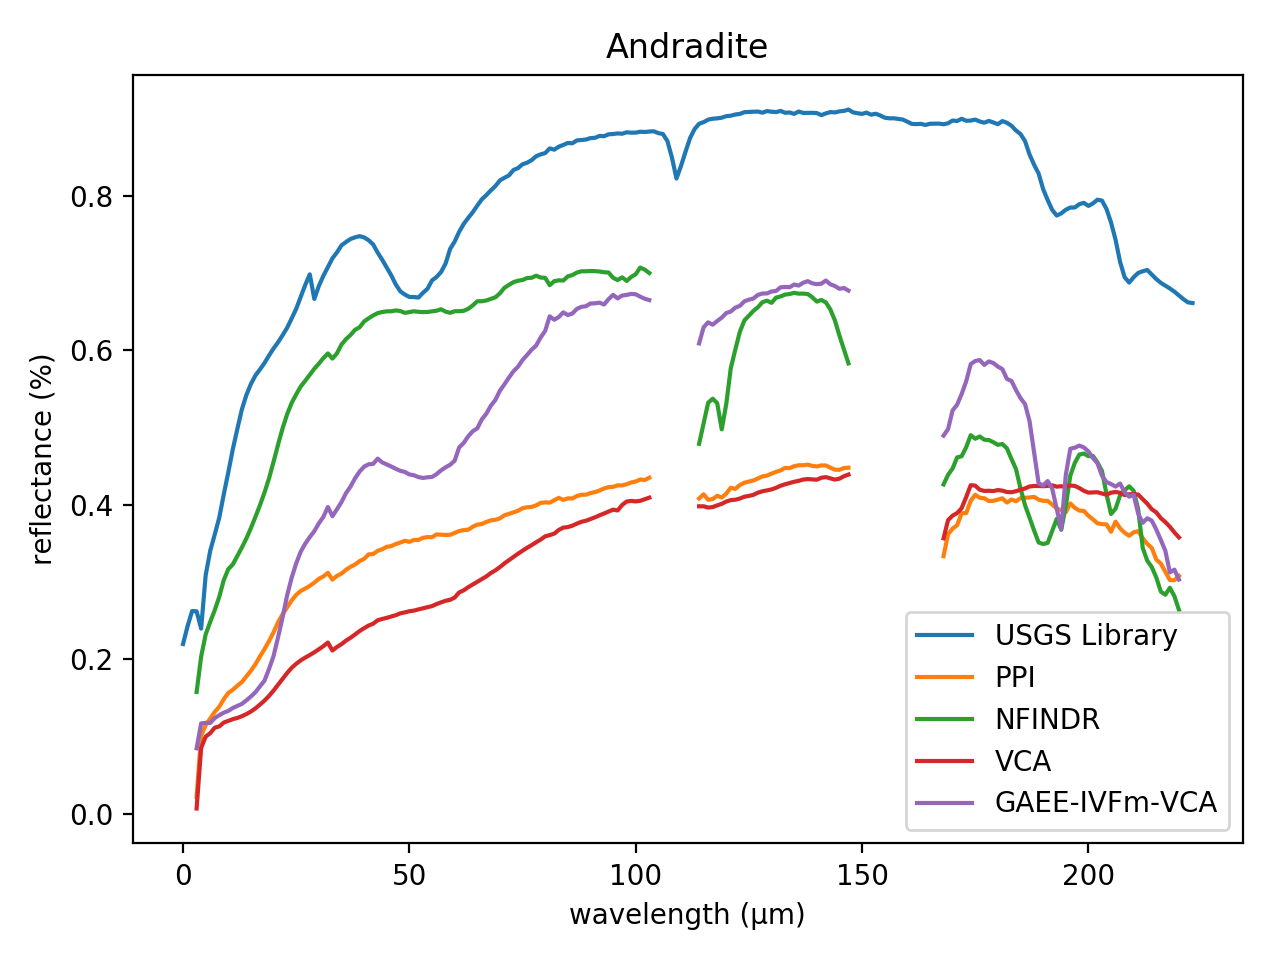 Andradite
reflectance (%)
0.8
0.6
0.4
0.2
0.0
0 50 100 150 200
wavelength (μm)
USGS Library
PPI
NFINDR
VCA
GAEE-IVFm-VCA